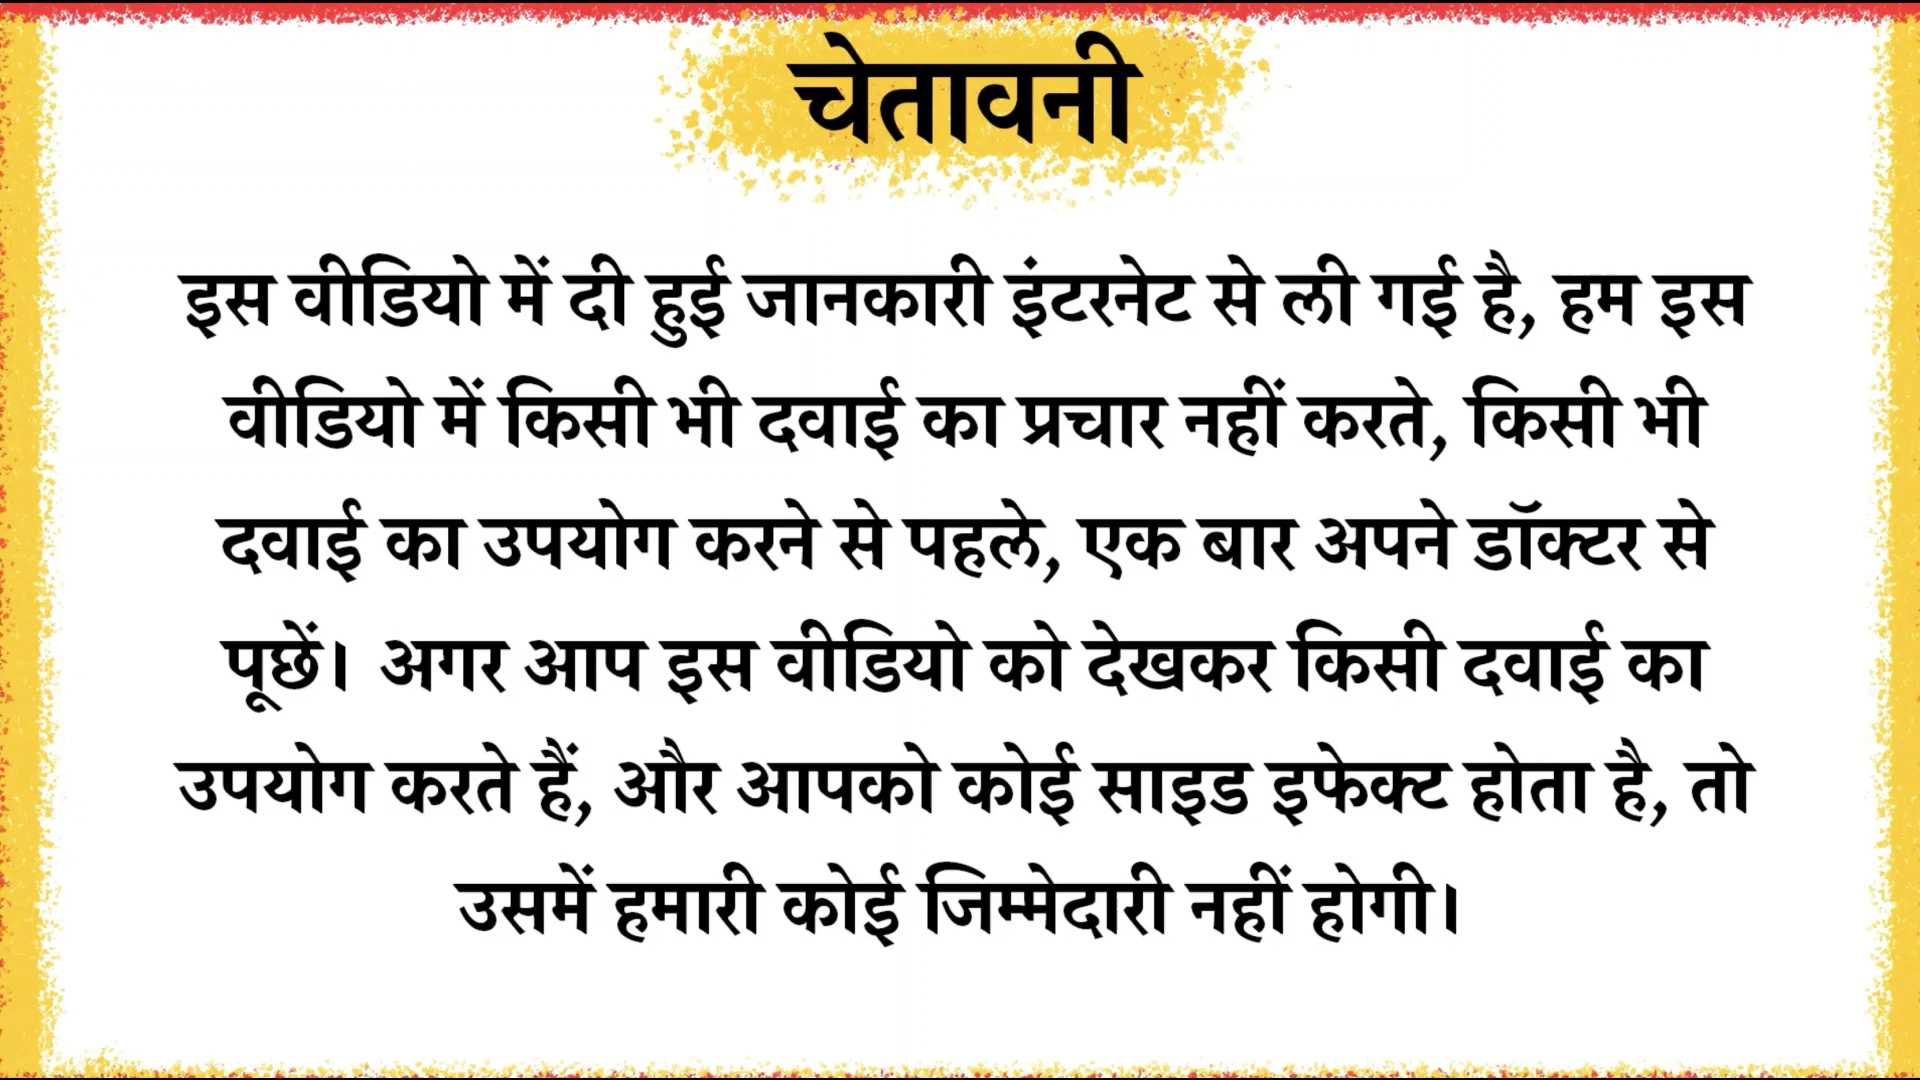 चेतावनी
इस वीडियो में दी हुई जानकारी इंटरनेट से ली गई है, हम इस
वीडियो में किसी भी दवाई का प्रचार नहीं करते, किसी भी
दवाई का उपयोग करने से पहले, एक बार अपने डॉक्टर से
पूछें। अगर आप इस वीडियो को देखकर किसी दवाई का
उपयोग करते हैं, और आपको कोई साइड इफेक्ट होता है, तो
उसमें हमारी कोई जिम्मेदारी नहीं होगी।